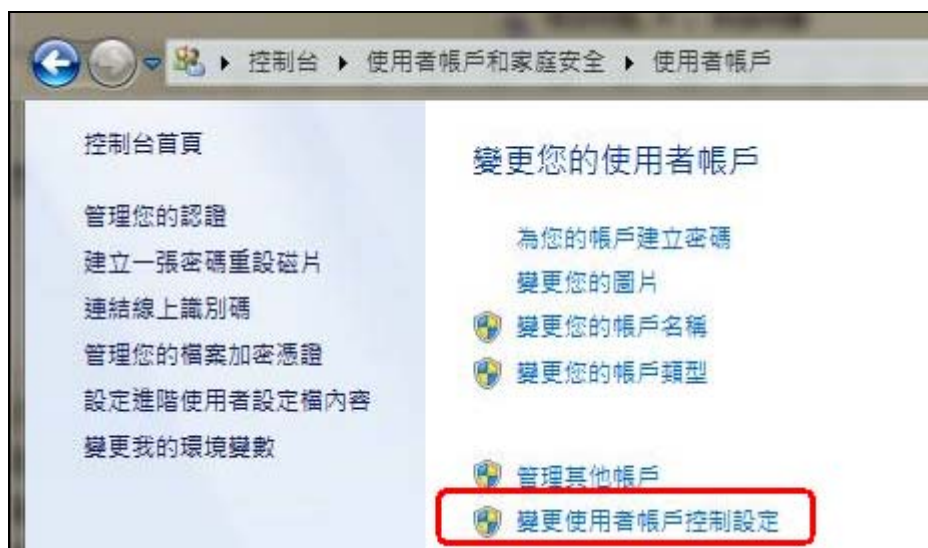 控制台 ▸ 使用者帳戶和家庭安全 ▸ 使用者帳戶
控制台首頁
管理您的認證
建立一張密碼重設磁片
連結線上識別碼
管理您的檔案加密憑證
設定進階使用者設定檔內容
變更我的環境變數
變更您的使用者帳戶
為您的帳戶建立密碼
變更您的圖片
變更您的帳戶名稱
變更您的帳戶類型
管理其他帳戶
變更使用者帳戶控制設定